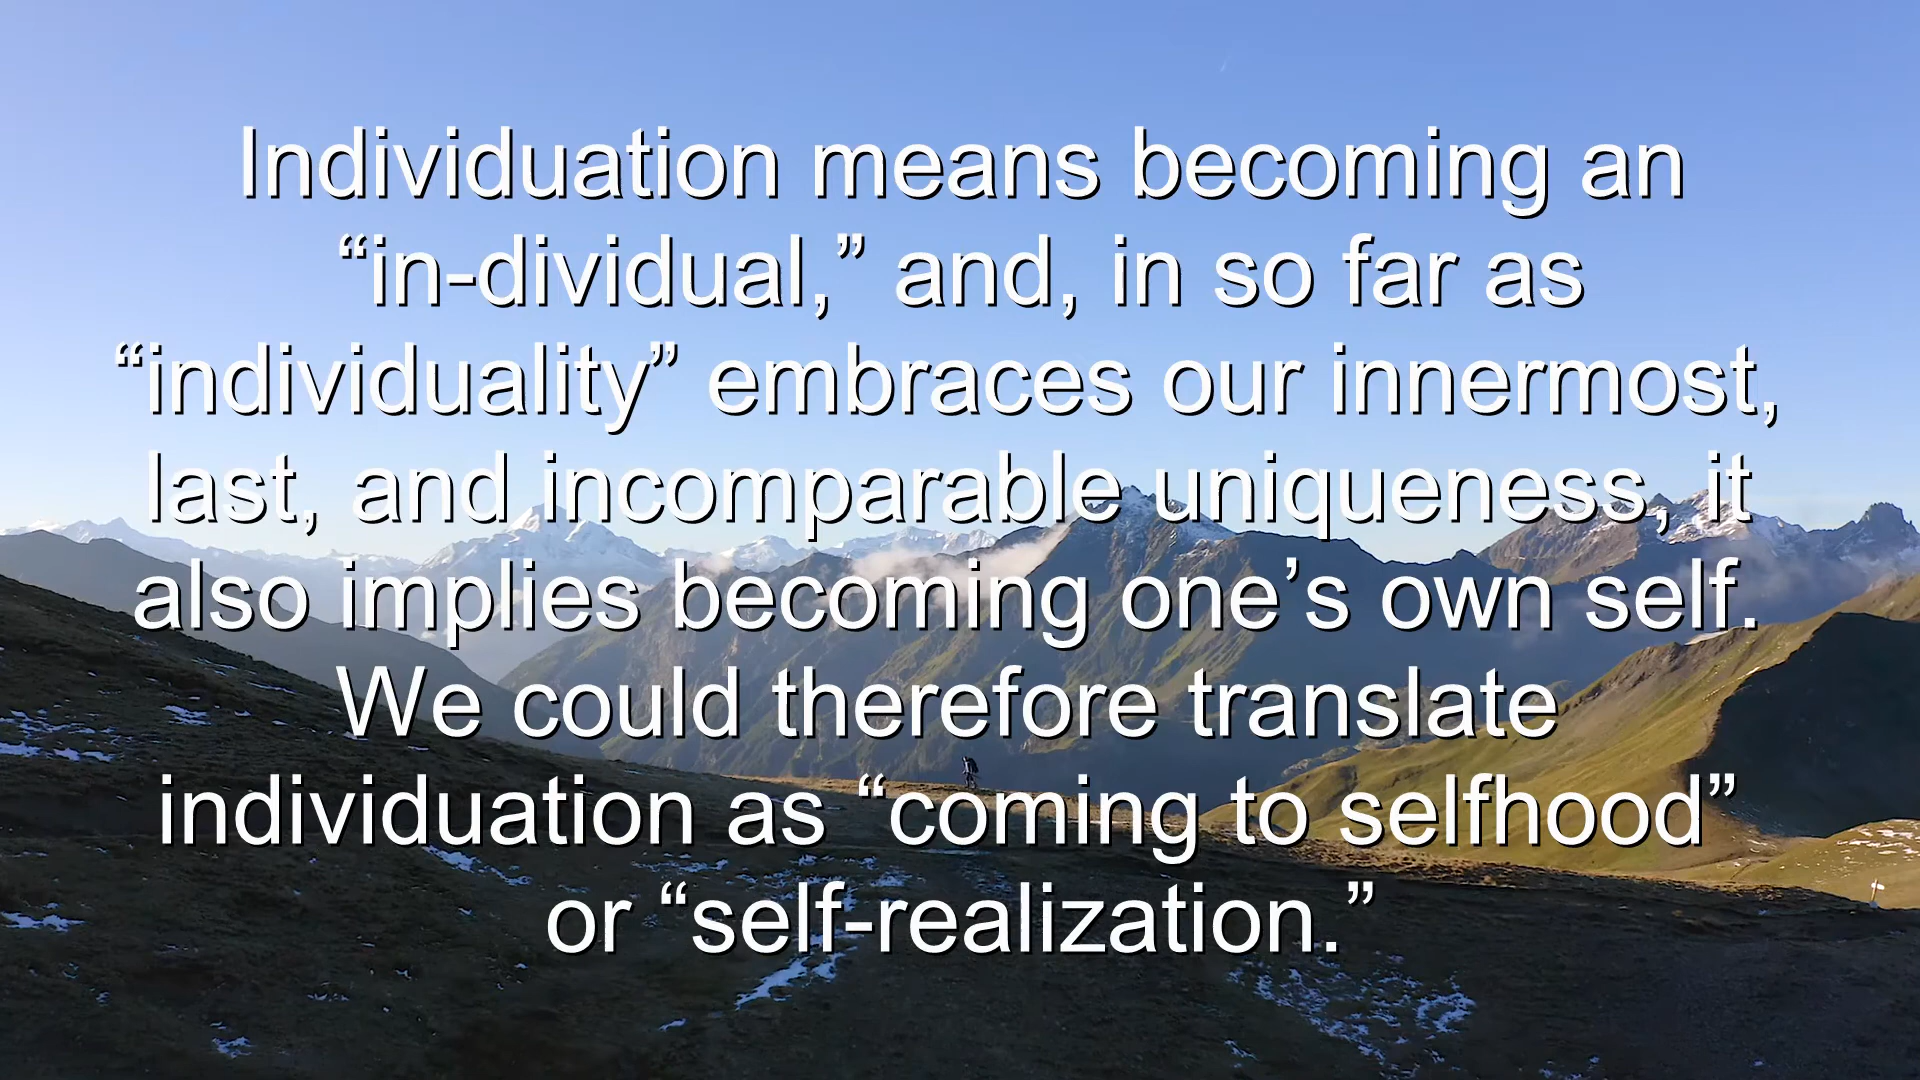 Individuation means becoming an
“in-dividual,” and, in so far as
“individuality” embraces our innermost,
last, and incomparable uniqueness, it
also implies becoming one’s own self.
We could therefore translate
individuation as “coming to selfhood”
or “self-realization.”